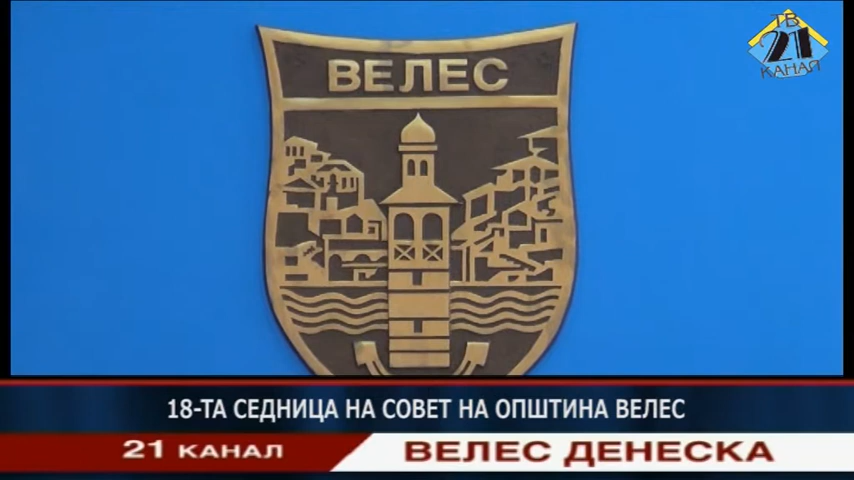 ТВ
21
КАНАЛ
ВЕЛЕС
18-ТА СЕДНИЦА НА СОВЕТ НА ОПШТИНА ВЕЛЕС
21 КАНАЛ
ВЕЛЕС ДЕНЕСКА